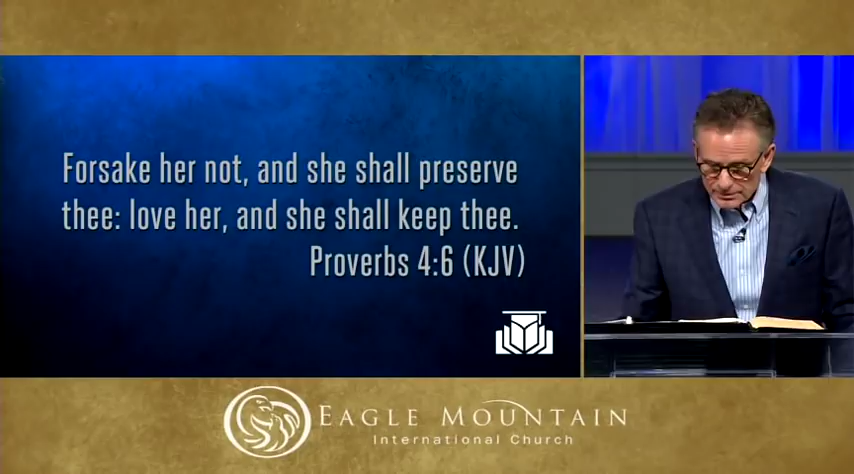 Forsake her not, and she shall preserve
thee: love her, and she shall keep thee.
Proverbs 4:6 (KJV)
EAGLE MOUNTAIN
International Church